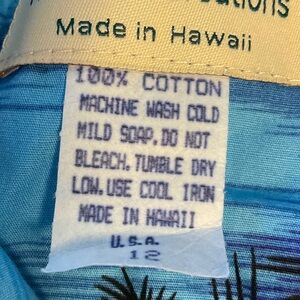 Made in Hawaii
100% COTTON
MACHINE WASH COLD
MILD SOAP. DO NOT
BLEACH. TUMBLE DRY
LOW. USE COOL IRON
MADE IN HAWAII
U.S.A.
12